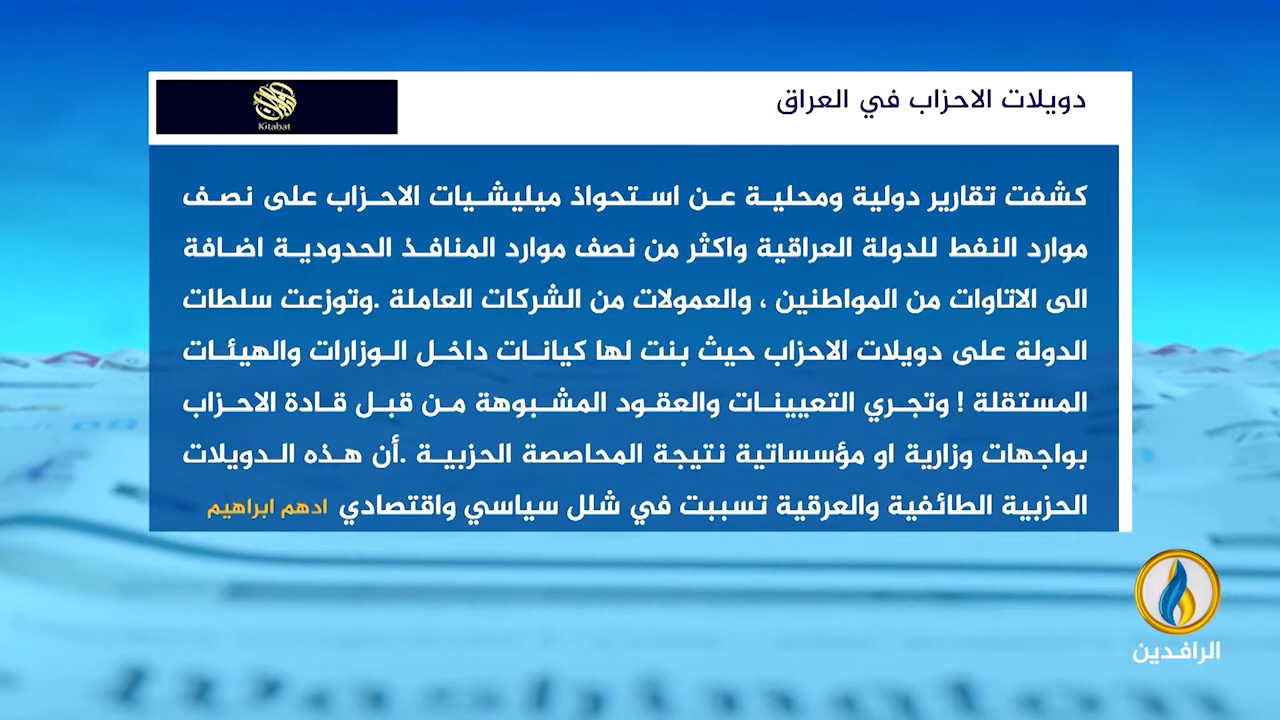 دويلات الاحزاب في العراق
Kitabat
كشفت تقارير دولية ومحلية عن استحواذ ميليشيات الاحزاب على نصف
موارد النفط للدولة العراقية واكثر من نصف موارد المنافذ الحدودية اضافة
الى الاتاوات من المواطنين ، والعمولات من الشركات العاملة .وتوزعت سلطات
الدولة على دويلات الاحزاب حيث بنت لها كيانات داخل الوزارات والهيئات
المستقلة ! وتجري التعيينات والعقود المشبوهة من قبل قادة الاحزاب
بواجهات وزارية او مؤسساتية نتيجة المحاصصة الحزبية .أن هذه الدويلات
الحزبية الطائفية والعرقية تسببت في شلل سياسي واقتصادي ادهم ابراهيم
الرافدين